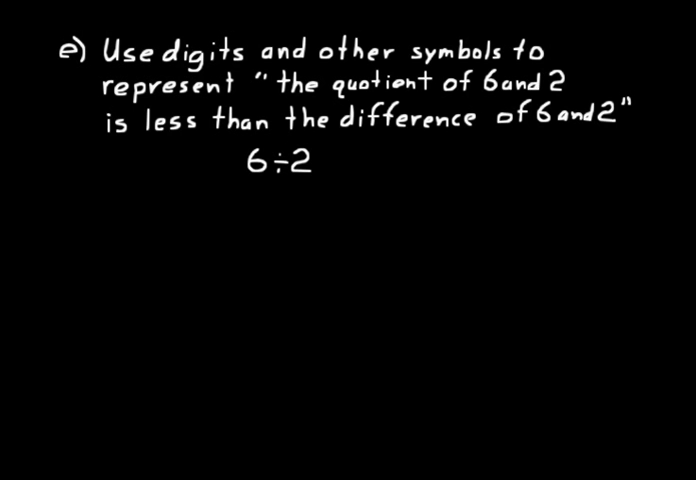 e) Use digits and other symbols to
represent "the quotient of 6 and 2
is less than the difference of 6 and 2"
6÷2